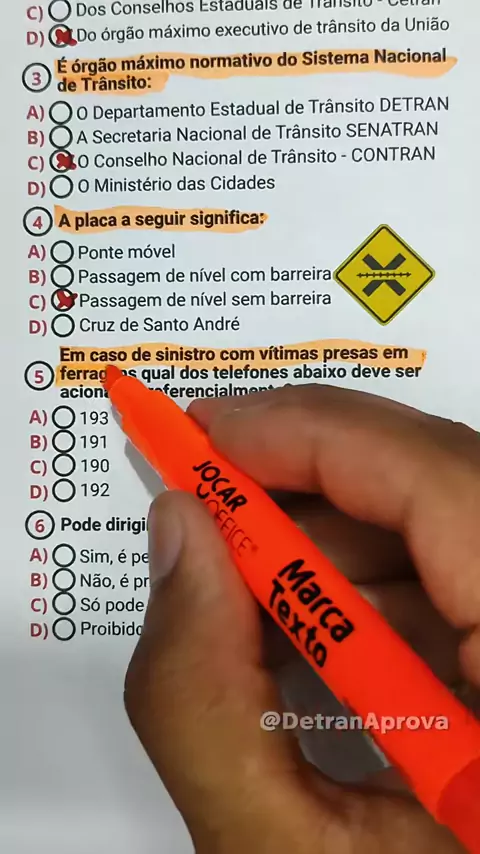 C) Dos Conselhos Estaduais de Trânsito - Cetran
D) Do órgão máximo executivo de trânsito da União
3 É órgão máximo normativo do Sistema Nacional
de Trânsito:
A) O Departamento Estadual de Trânsito DETRAN
B) A Secretaria Nacional de Trânsito SENATRAN
C) O Conselho Nacional de Trânsito - CONTRAN
D) O Ministério das Cidades
4 A placa a seguir significa:
A) Ponte móvel
B) Passagem de nível com barreira
C) Passagem de nível sem barreira
D) Cruz de Santo André
5 Em caso de sinistro com vítimas presas em
qual dos telefones abaixo deve ser
A) 193
B) 191
C) 190
D) 192
6 Pode
A) Sim, é
B) Não, é
C) Só pode
D)
JOCAR
OFFICE®
Marca
Texto
@DetranAprova